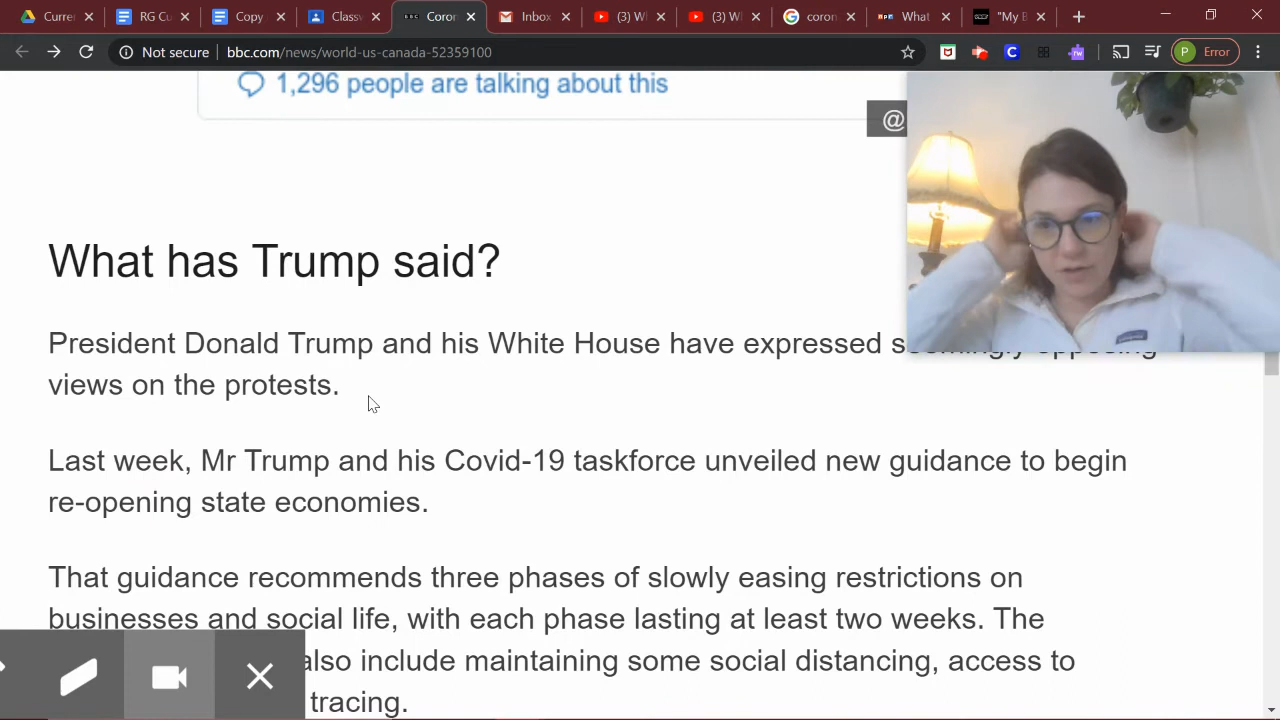 Curre
RG Cu
Copy
Classw
BBC Coron
Inbox
(3) W
(3) W
coron
npr What
"My B
Not secure bbc.com/news/world-us-canada-52359100
C P Error
1,296 people are talking about this
@
What has Trump said?
President Donald Trump and his White House have expressed seemingly opposing
views on the protests.
Last week, Mr Trump and his Covid-19 taskforce unveiled new guidance to begin
re-opening state economies.
That guidance recommends three phases of slowly easing restrictions on
businesses and social life, with each phase lasting at least two weeks. The
also include maintaining some social distancing, access to
tracing.